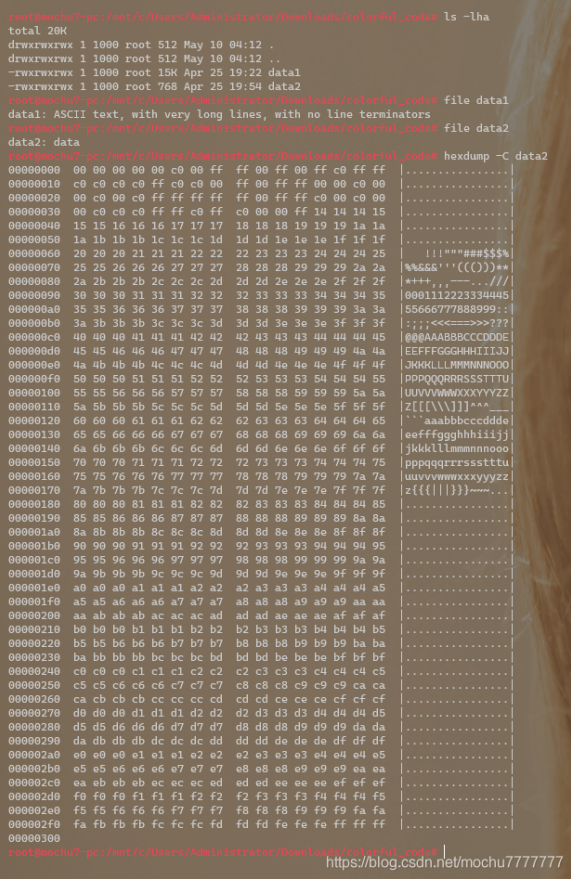 root@mochu7-pc:/mnt/c/Users/Administrator/Downloads/colorful_code# ls -lha
total 20K
drwxrwxrwx 1 1000 root 512 May 10 04:12 .
drwxrwxrwx 1 1000 root 512 May 10 04:12 ..
-rwxrwxrwx 1 1000 root 15K Apr 25 19:22 data1
-rwxrwxrwx 1 1000 root 768 Apr 25 19:54 data2
root@mochu7-pc:/mnt/c/Users/Administrator/Downloads/colorful_code# file data1
data1: ASCII text, with very long lines, with no line terminators
root@mochu7-pc:/mnt/c/Users/Administrator/Downloads/colorful_code# file data2
data2: data
root@mochu7-pc:/mnt/c/Users/Administrator/Downloads/colorful_code# hexdump -C data2
00000000  00 00 00 00 00 c0 00 ff  ff 00 ff 00 ff c0 ff ff  |................|
00000010  c0 c0 c0 c0 ff c0 c0 ff  00 ff ff 00 00 00 c0 00  |................|
00000020  00 00 c0 00 ff ff ff ff  ff 00 ff ff c0 00 c0 00  |................|
00000030  00 c0 c0 c0 ff ff c0 ff  c0 00 00 ff 14 14 14 15  |................|
00000040  15 15 16 16 16 17 17 17  18 18 18 19 19 19 1a 1a  |................|
00000050  1a 1b 1b 1b 1c 1c 1c 1d  1d 1d 1e 1e 1e 1f 1f 1f  |................|
00000060  20 20 20 21 21 21 22 22  22 23 23 23 24 24 24 25  |   !!!"""###$$$%|
00000070  25 25 26 26 26 27 27 27  28 28 28 29 29 29 2a 2a  |%%&&&'''((()))**|
00000080  2a 2b 2b 2b 2c 2c 2c 2d  2d 2d 2e 2e 2e 2f 2f 2f  |*+++,,,---...///|
00000090  30 30 30 31 31 31 32 32  32 33 33 33 34 34 34 35  |0001112223334445|
000000a0  35 35 36 36 36 37 37 37  38 38 38 39 39 39 3a 3a  |55666777888999::|
000000b0  3a 3b 3b 3b 3c 3c 3c 3d  3d 3d 3e 3e 3e 3f 3f 3f  |:;;;<<<===>>>???|
000000c0  40 40 40 41 41 41 42 42  42 43 43 43 44 44 44 45  |@@@AAABBBCCCDDDE|
000000d0  45 45 46 46 46 47 47 47  48 48 48 49 49 49 4a 4a  |EEFFFGGGHHHIIIJJ|
000000e0  4a 4b 4b 4b 4c 4c 4c 4d  4d 4d 4e 4e 4e 4f 4f 4f  |JKKKLLLMMMNNNOOO|
000000f0  50 50 50 51 51 51 52 52  52 53 53 53 54 54 54 55  |PPPQQQRRRSSSTTTU|
00000100  55 55 56 56 56 57 57 57  58 58 58 59 59 59 5a 5a  |UUVVVWWWXXXYYYZZ|
00000110  5a 5b 5b 5b 5c 5c 5c 5d  5d 5d 5e 5e 5e 5f 5f 5f  |Z[[[\\\]]]^^^___|
00000120  60 60 60 61 61 61 62 62  62 63 63 63 64 64 64 65  |```aaabbbcccddde|
00000130  65 65 66 66 66 67 67 67  68 68 68 69 69 69 6a 6a  |eefffggghhhiiijj|
00000140  6a 6b 6b 6b 6c 6c 6c 6d  6d 6d 6e 6e 6e 6f 6f 6f  |jkkklllmmmnnnooo|
00000150  70 70 70 71 71 71 72 72  72 73 73 73 74 74 74 75  |pppqqqrrrssstttu|
00000160  75 75 76 76 76 77 77 77  78 78 78 79 79 79 7a 7a  |uuvvvwwwxxxyyyzz|
00000170  7a 7b 7b 7b 7c 7c 7c 7d  7d 7d 7e 7e 7e 7f 7f 7f  |z{{{|||}}}~~~...|
00000180  80 80 80 81 81 81 82 82  82 83 83 83 84 84 84 85  |................|
00000190  85 85 86 86 86 87 87 87  88 88 88 89 89 89 8a 8a  |................|
000001a0  8a 8b 8b 8b 8c 8c 8c 8d  8d 8d 8e 8e 8e 8f 8f 8f  |................|
000001b0  90 90 90 91 91 91 92 92  92 93 93 93 94 94 94 95  |................|
000001c0  95 95 96 96 96 97 97 97  98 98 98 99 99 99 9a 9a  |................|
000001d0  9a 9b 9b 9b 9c 9c 9c 9d  9d 9d 9e 9e 9e 9f 9f 9f  |................|
000001e0  a0 a0 a0 a1 a1 a1 a2 a2  a2 a3 a3 a3 a4 a4 a4 a5  |................|
000001f0  a5 a5 a6 a6 a6 a7 a7 a7  a8 a8 a8 a9 a9 a9 aa aa  |................|
00000200  aa ab ab ab ac ac ac ad  ad ad ae ae ae af af af  |................|
00000210  b0 b0 b0 b1 b1 b1 b2 b2  b2 b3 b3 b3 b4 b4 b4 b5  |................|
00000220  b5 b5 b6 b6 b6 b7 b7 b7  b8 b8 b8 b9 b9 b9 ba ba  |................|
00000230  ba bb bb bb bc bc bc bd  bd bd be be be bf bf bf  |................|
00000240  c0 c0 c0 c1 c1 c1 c2 c2  c2 c3 c3 c3 c4 c4 c4 c5  |................|
00000250  c5 c5 c6 c6 c6 c7 c7 c7  c8 c8 c8 c9 c9 c9 ca ca  |................|
00000260  ca cb cb cb cc cc cc cd  cd cd ce ce ce cf cf cf  |................|
00000270  d0 d0 d0 d1 d1 d1 d2 d2  d2 d3 d3 d3 d4 d4 d4 d5  |................|
00000280  d5 d5 d6 d6 d6 d7 d7 d7  d8 d8 d8 d9 d9 d9 da da  |................|
00000290  da db db db dc dc dc dd  dd dd de de de df df df  |................|
000002a0  e0 e0 e0 e1 e1 e1 e2 e2  e2 e3 e3 e3 e4 e4 e4 e5  |................|
000002b0  e5 e5 e6 e6 e6 e7 e7 e7  e8 e8 e8 e9 e9 e9 ea ea  |................|
000002c0  ea eb eb eb ec ec ec ed  ed ed ee ee ee ef ef ef  |................|
000002d0  f0 f0 f0 f1 f1 f1 f2 f2  f2 f3 f3 f3 f4 f4 f4 f5  |................|
000002e0  f5 f5 f6 f6 f6 f7 f7 f7  f8 f8 f8 f9 f9 f9 fa fa  |................|
000002f0  fa fb fb fb fc fc fc fd  fd fd fe fe fe ff ff ff  |................|
00000300
root@mochu7-pc:/mnt/c/Users/Administrator/Downloads/colorful_code#
https://blog.csdn.net/mochu7777777